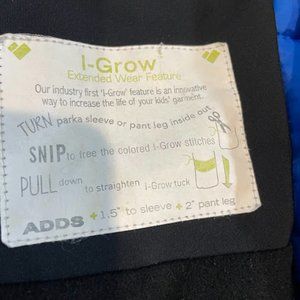 I-Grow
Extended Wear Feature
Our industry first 'I-Grow' feature is an innovative
way to increase the life of your kids' garment.
TURN parka sleeve or pant leg inside out
SNIP to free the colored I-Grow stitches
PULL down to straighten I-Grow tuck
ADDS + 1.5" to sleeve + 2" pant leg